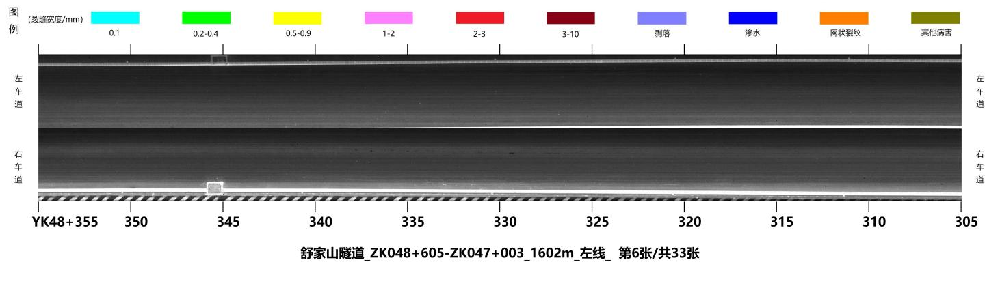 图例 (裂缝宽度/mm) 0.1 0.2-0.4 0.5-0.9 1-2 2-3 3-10 剥落 渗水 网状裂纹 其他病害
左车道 左车道
右车道 右车道
YK48+355 350 345 340 335 330 325 320 315 310 305
舒家山隧道_ZK048+605-ZK047+003_1602m_左线_ 第6张/共33张